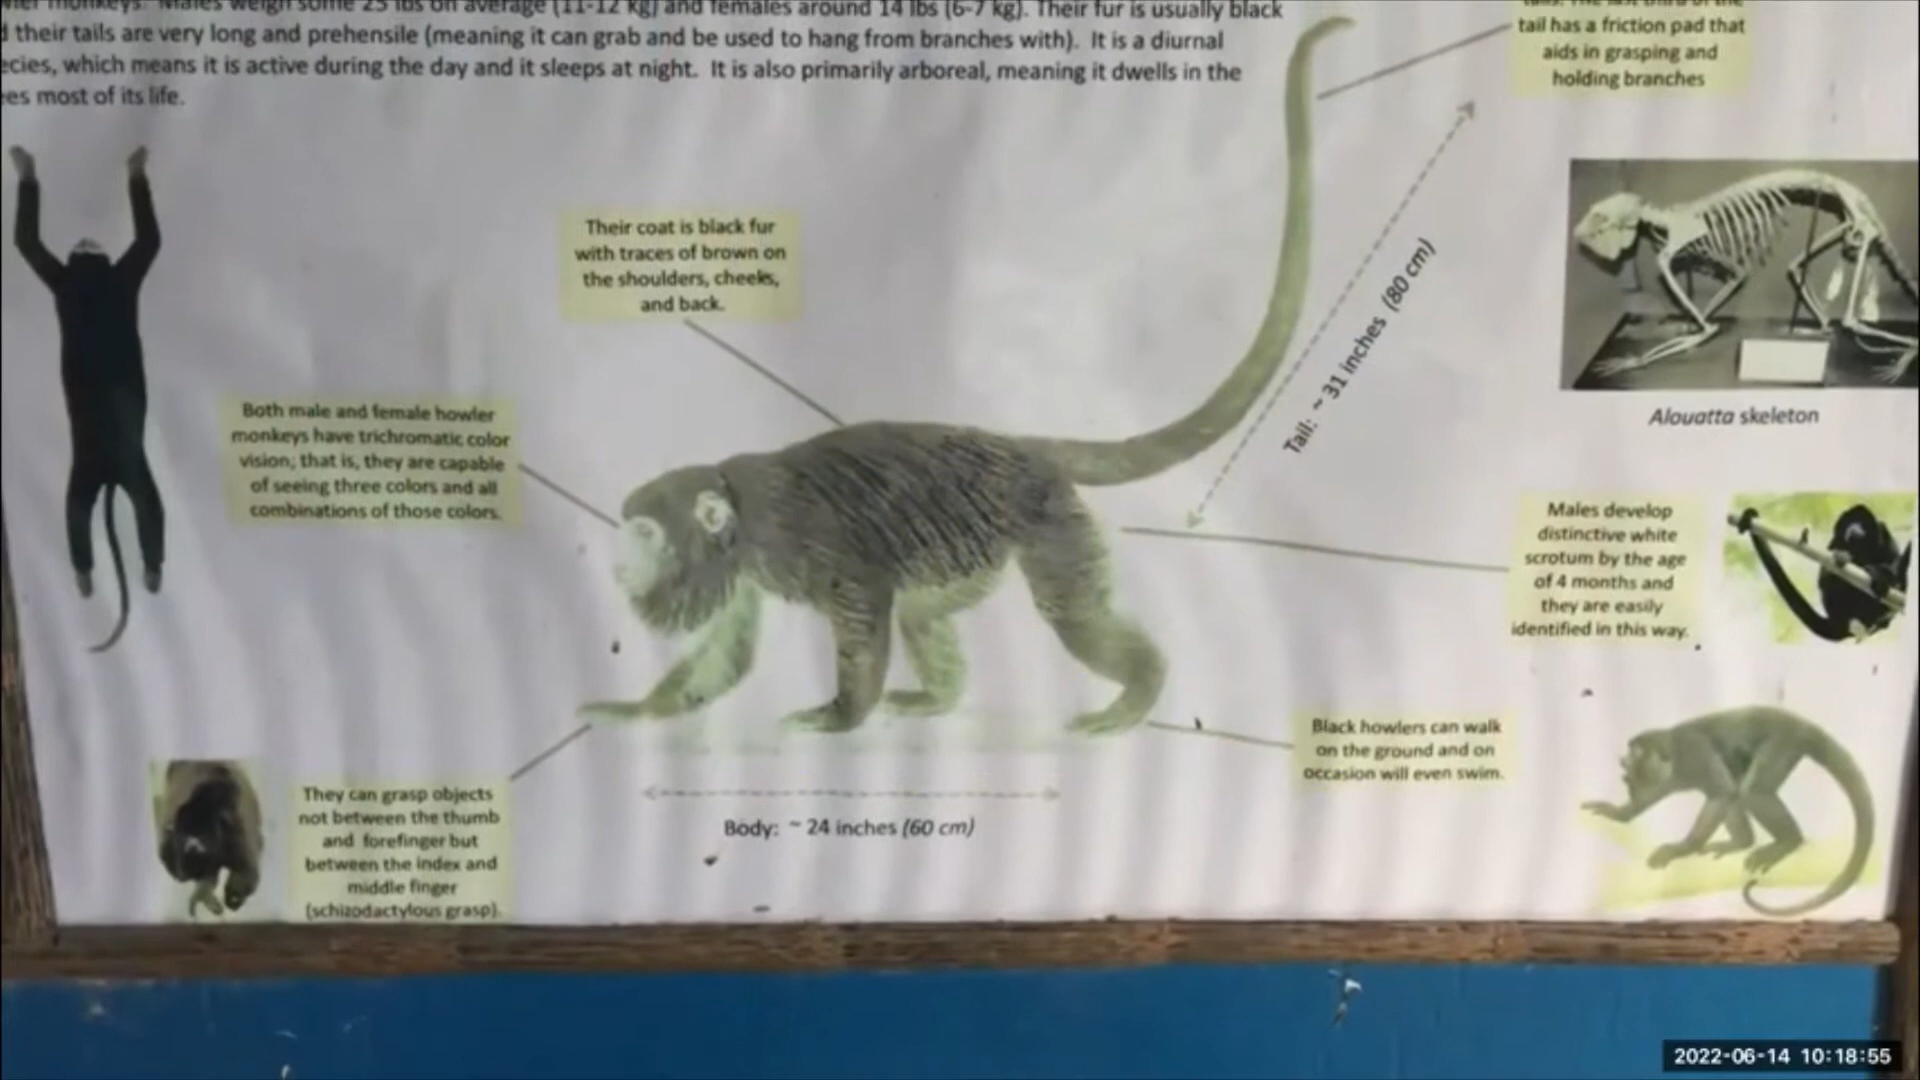 monkeys. Males weigh some 25 lbs on average (11-12 kg) and females around 14 lbs (6-7 kg). Their fur is usually black
their tails are very long and prehensile (meaning it can grab and be used to hang from branches with). It is a diurnal
which means it is active during the day and it sleeps at night. It is also primarily arboreal, meaning it dwells in the
most of its life.
tail has a friction pad that
aids in grasping and
holding branches
Their coat is black fur
with traces of brown on
the shoulders, cheeks,
and back.
Tail: ~ 31 inches (80 cm)
Alouatta skeleton
Both male and female howler
monkeys have trichromatic color
vision; that is, they are capable
of seeing three colors and all
combinations of those colors.
Males develop
distinctive white
scrotum by the age
of 4 months and
they are easily
identified in this way.
Black howlers can walk
on the ground and on
occasion will even swim.
They can grasp objects
not between the thumb
and forefinger but
between the index and
middle finger
(schizodactylous grasp).
Body: ~ 24 inches (60 cm)
2022-06-14 10:18:55